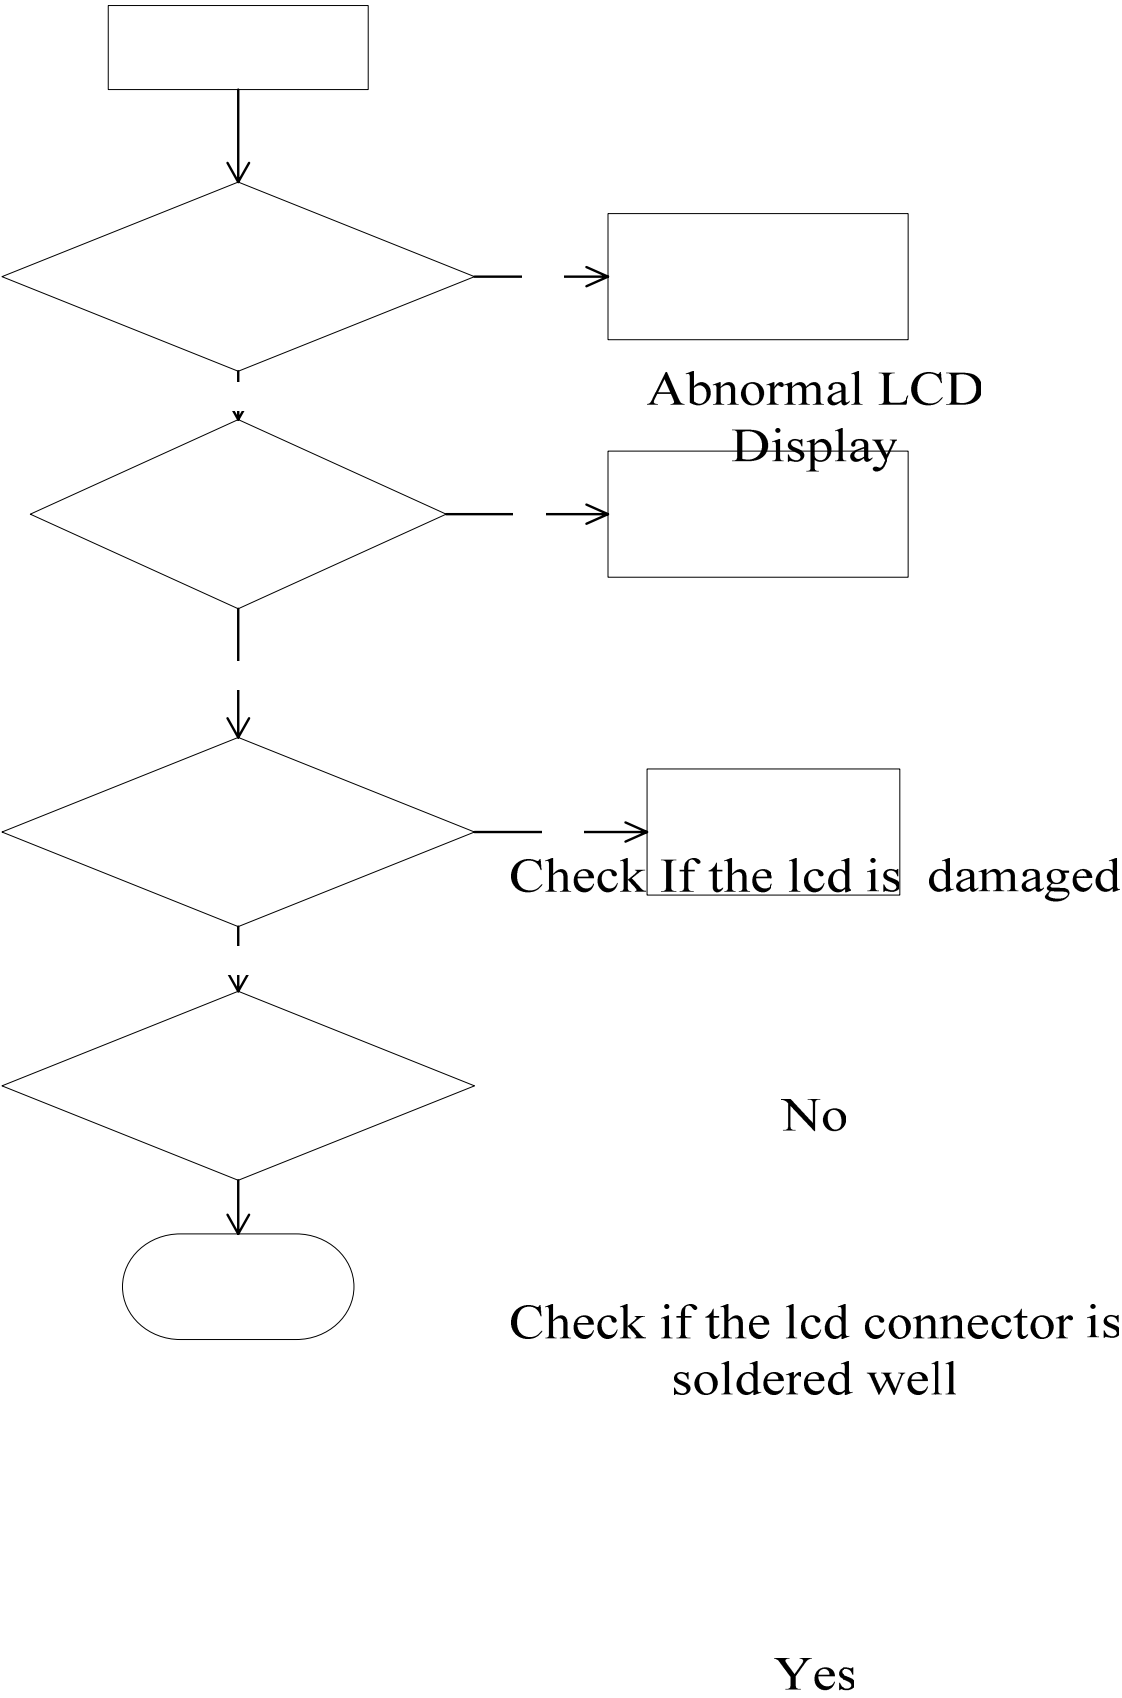 Abnormal LCD
Display
Check If the lcd is  damaged
No
Check if the lcd connector is
soldered well
Yes